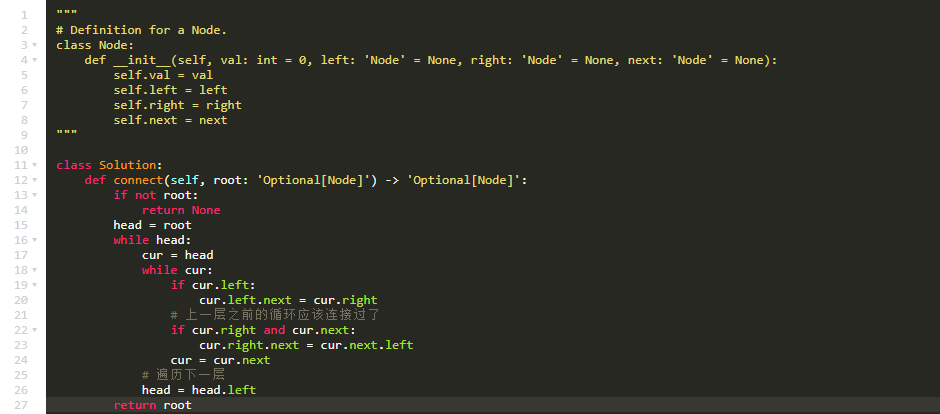 1 """
2 # Definition for a Node.
3 class Node:
4     def __init__(self, val: int = 0, left: 'Node' = None, right: 'Node' = None, next: 'Node' = None):
5         self.val = val
6         self.left = left
7         self.right = right
8         self.next = next
9 """
10
11 class Solution:
12     def connect(self, root: 'Optional[Node]') -> 'Optional[Node]':
13         if not root:
14             return None
15         head = root
16         while head:
17             cur = head
18             while cur:
19                 if cur.left:
20                     cur.left.next = cur.right
21                 # 上一层之前的循环应该连接过了
22                 if cur.right and cur.next:
23                     cur.right.next = cur.next.left
24                 cur = cur.next
25             # 遍历下一层
26             head = head.left
27         return root